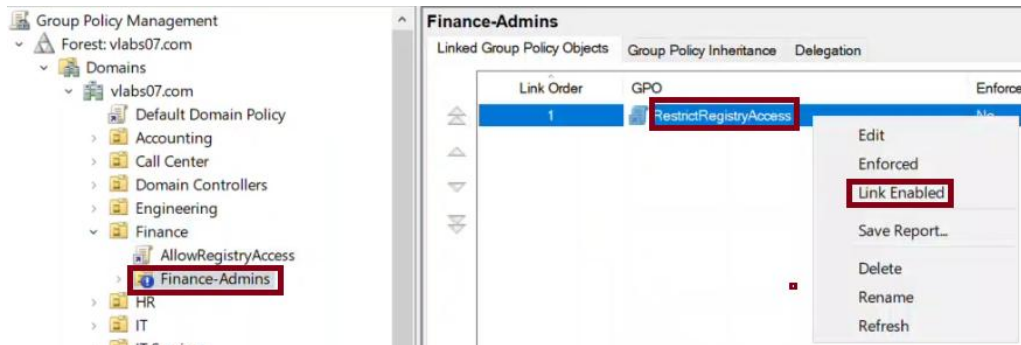 Group Policy Management
Forest: vlabs07.com
Domains
vlabs07.com
Default Domain Policy
Accounting
Call Center
Domain Controllers
Engineering
Finance
AllowRegistryAccess
Finance-Admins
HR
IT
Finance-Admins
Linked Group Policy Objects Group Policy Inheritance Delegation
Link Order GPO Enforce
1 RestrictRegistryAccess No
Edit
Enforced
Link Enabled
Save Report...
Delete
Rename
Refresh